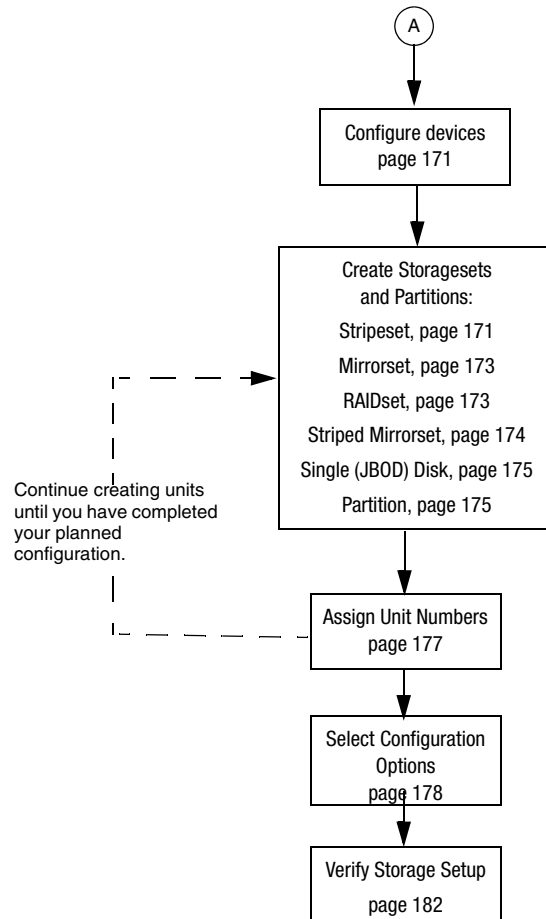 A
Configure devices
page 171
Create Storagesets
and Partitions:
Stripeset, page 171
Mirrorset, page 173
RAIDset, page 173
Striped Mirrorset, page 174
Single (JBOD) Disk, page 175
Partition, page 175
Continue creating units
until you have completed
your planned
configuration.
Assign Unit Numbers
page 177
Select Configuration
Options
page 178
Verify Storage Setup
page 182